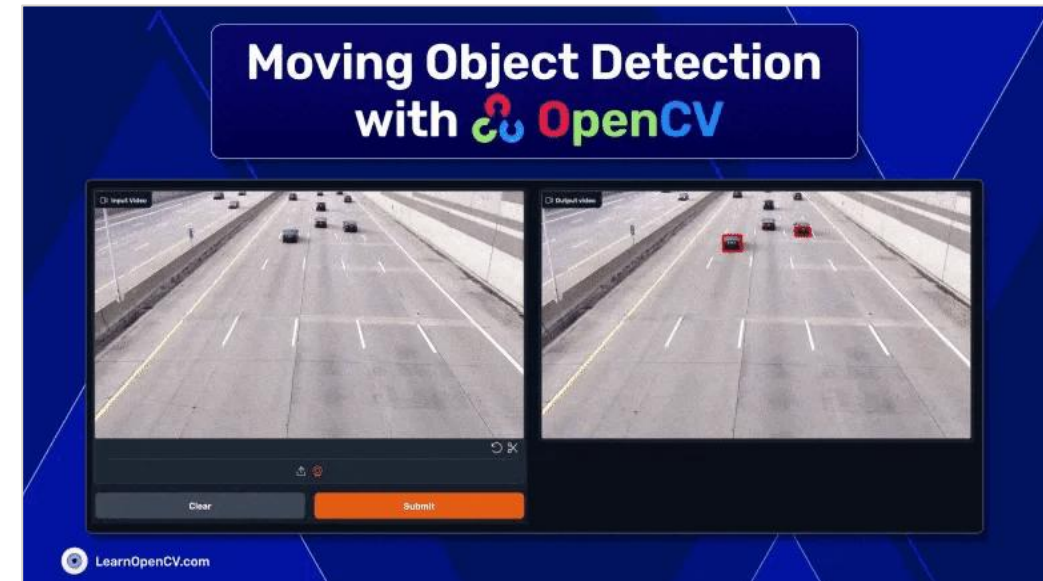 Moving Object Detection
with OpenCV
Input Video
Output video
Clear
Submit
LearnOpenCV.com